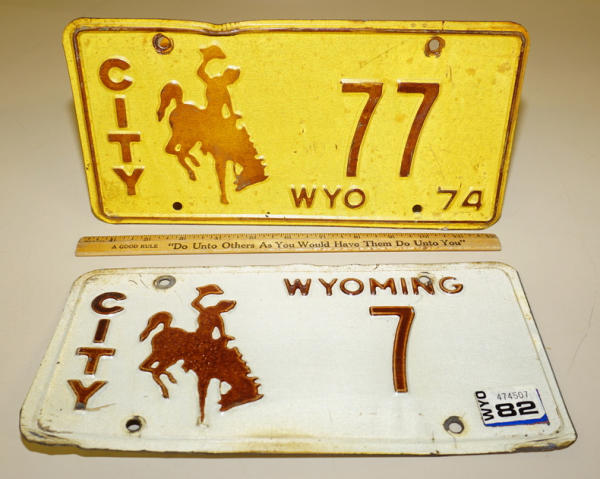 CITY
77
WYO 74
A GOOD RULE "Do Unto Others As You Would Have Them Do Unto You"
WYOMING
CITY
7
WYO 474507
82